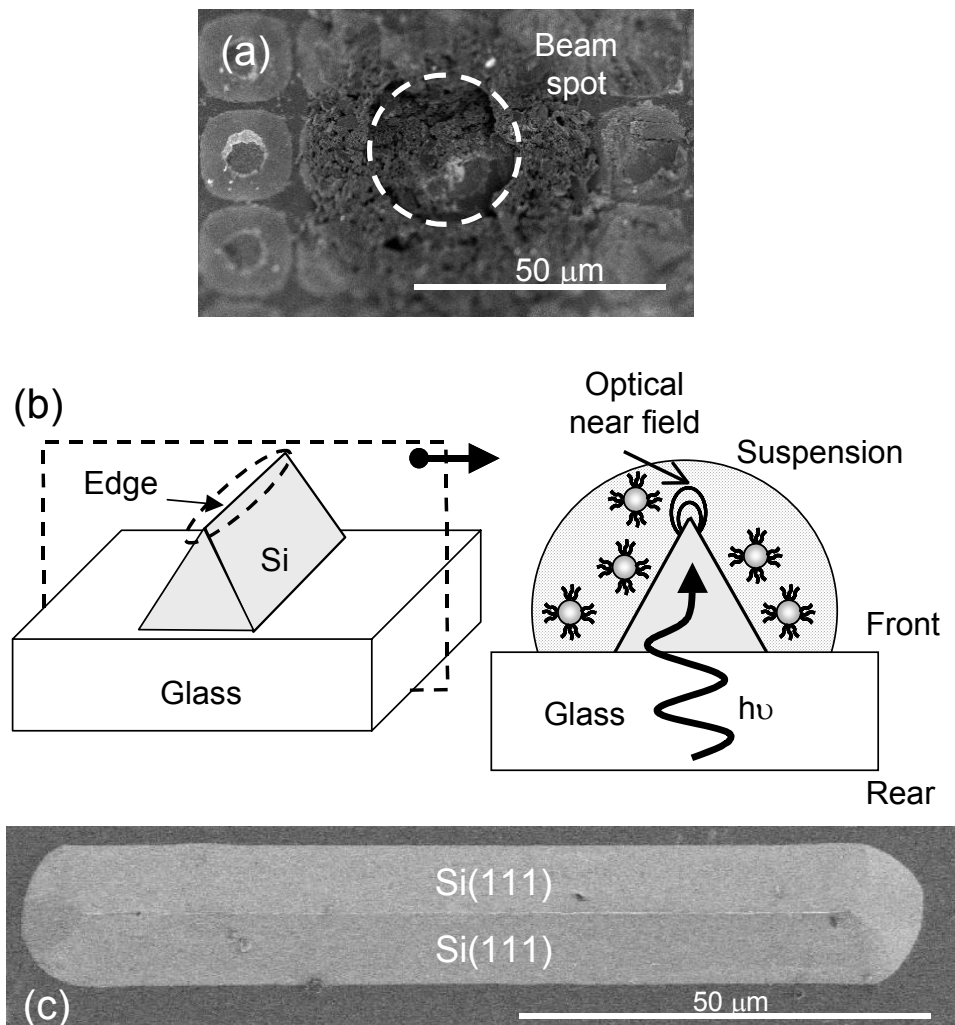 (a)
Beam
spot
50 μm
(b)
Edge
Si
Glass
Optical
near field
Suspension
Front
Glass
hυ
Rear
Si(111)
Si(111)
(c)
50 μm